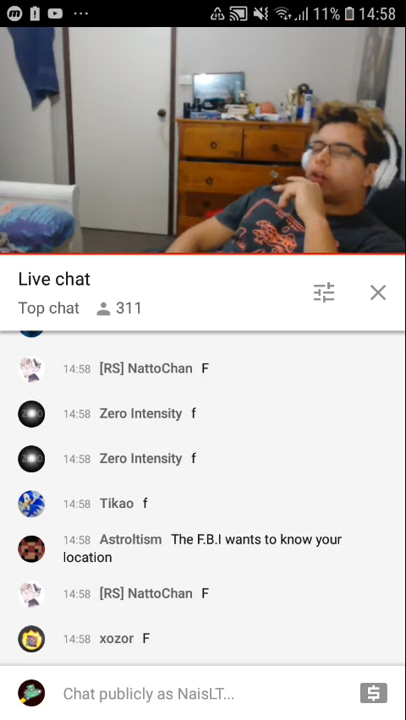 11% 14:58
Live chat
Top chat 311
14:58 [RS] NattoChan F
14:58 Zero Intensity f
14:58 Zero Intensity f
14:58 Tikao f
14:58 Astroltism The F.B.I wants to know your
location
14:58 [RS] NattoChan F
14:58 xozor F
Chat publicly as NaisLT...